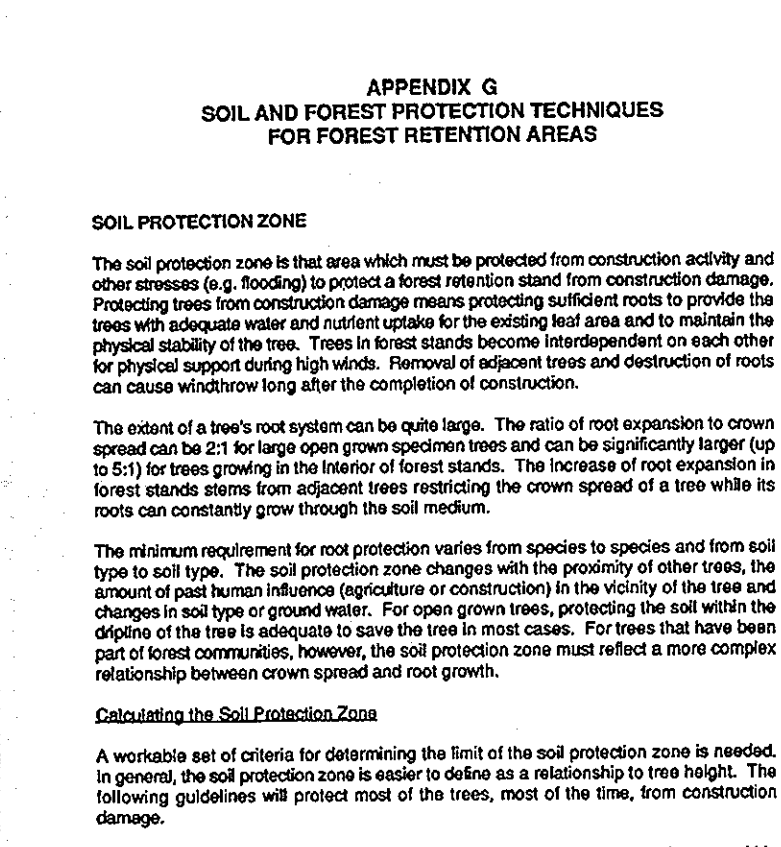 APPENDIX G
SOIL AND FOREST PROTECTION TECHNIQUES
FOR FOREST RETENTION AREAS
SOIL PROTECTION ZONE
The soil protection zone is that area which must be protected from construction activity and
other stresses (e.g. flooding) to protect a forest retention stand from construction damage.
Protecting trees from construction damage means protecting sufficient roots to provide the
trees with adequate water and nutrient uptake for the existing leaf area and to maintain the
physical stability of the tree. Trees in forest stands become interdependent on each other
for physical support during high winds. Removal of adjacent trees and destruction of roots
can cause windthrow long after the completion of construction.
The extent of a tree's root system can be quite large. The ratio of root expansion to crown
spread can be 2:1 for large open grown specimen trees and can be significantly larger (up
to 5:1) for trees growing in the interior of forest stands. The increase of root expansion in
forest stands stems from adjacent trees restricting the crown spread of a tree while its
roots can constantly grow through the soil medium.
The minimum requirement for root protection varies from species to species and from soil
type to soil type. The soil protection zone changes with the proximity of other trees, the
amount of past human influence (agriculture or construction) in the vicinity of the tree and
changes in soil type or ground water. For open grown trees, protecting the soil within the
dripline of the tree is adequate to save the tree in most cases. For trees that have been
part of forest communities, however, the soil protection zone must reflect a more complex
relationship between crown spread and root growth.
Calculating the Soil Protection Zone
A workable set of criteria for determining the limit of the soil protection zone is needed.
In general, the soil protection zone is easier to define as a relationship to tree height. The
following guidelines will protect most of the trees, most of the time, from construction
damage.